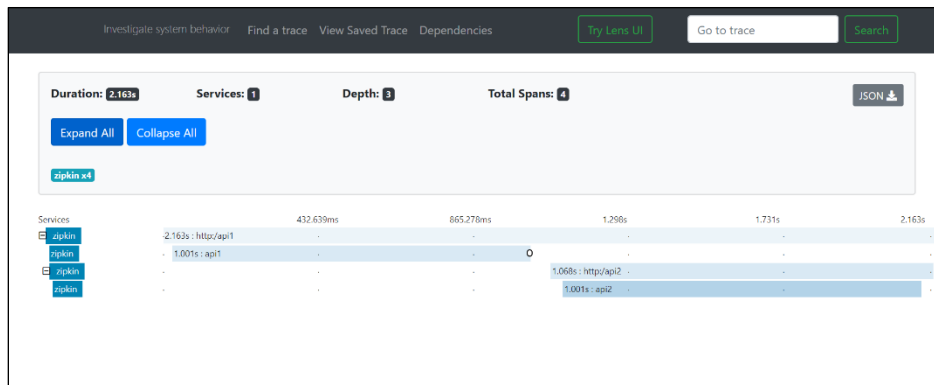 Investigate system behavior Find a trace View Saved Trace Dependencies Try Lens UI Go to trace Search
Duration: 2.163s Services: 1 Depth: 3 Total Spans: 4 JSON
Expand All Collapse All
zipkin x4
Services 432.639ms 865.278ms 1.298s 1.731s 2.163s
zipkin 2.163s : http:/api1
zipkin 1.001s : api1
zipkin 1.068s : http:/api2
zipkin 1.001s : api2